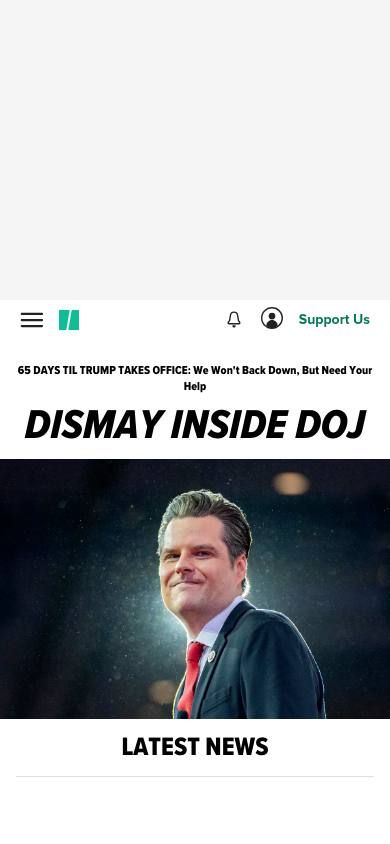 Support Us
65 DAYS TIL TRUMP TAKES OFFICE: We Won't Back Down, But Need Your
Help
DISMAY INSIDE DOJ
LATEST NEWS